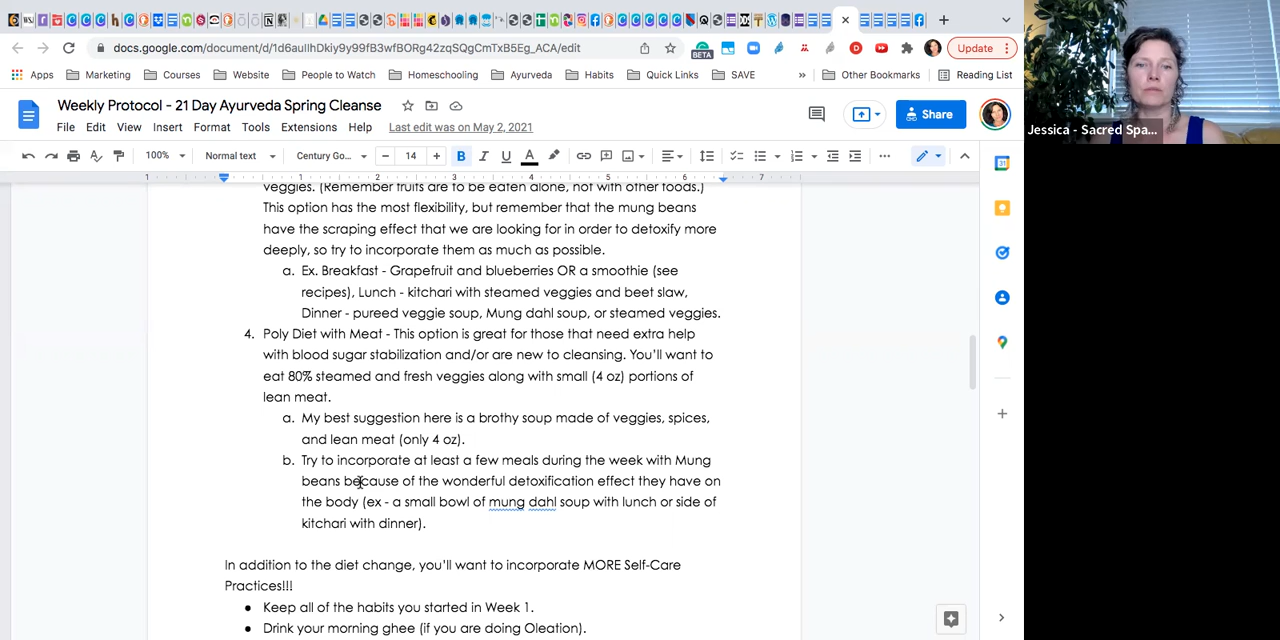 Update
docs.google.com/document/d/1d6auIIhDkiy9y99fB3wfBORg42zqSQgCmTxB5Eg_ACA/edit
BETA
Apps
Marketing
Courses
Website
People to Watch
Homeschooling
Ayurveda
Habits
Quick Links
SAVE
»
Other Bookmarks
Reading List
Weekly Protocol - 21 Day Ayurveda Spring Cleanse
File Edit View Insert Format Tools Extensions Help Last edit was on May 2, 2021
Share
Jessica - Sacred Spa...
100% Normal text Century Go... 14 B I U A
1 1 2 3 4 5 6 7
veggies. (Remember fruits are to be eaten alone, not with other foods.)
This option has the most flexibility, but remember that the mung beans
have the scraping effect that we are looking for in order to detoxify more
deeply, so try to incorporate them as much as possible.
a. Ex. Breakfast - Grapefruit and blueberries OR a smoothie (see
recipes), Lunch - kitchari with steamed veggies and beet slaw,
Dinner - pureed veggie soup, Mung dahl soup, or steamed veggies.
4. Poly Diet with Meat - This option is great for those that need extra help
with blood sugar stabilization and/or are new to cleansing. You'll want to
eat 80% steamed and fresh veggies along with small (4 oz) portions of
lean meat.
a. My best suggestion here is a brothy soup made of veggies, spices,
and lean meat (only 4 oz).
b. Try to incorporate at least a few meals during the week with Mung
beans because of the wonderful detoxification effect they have on
the body (ex - a small bowl of mung dahl soup with lunch or side of
kitchari with dinner).
In addition to the diet change, you'll want to incorporate MORE Self-Care
Practices!!!
● Keep all of the habits you started in Week 1.
● Drink your morning ghee (if you are doing Oleation).